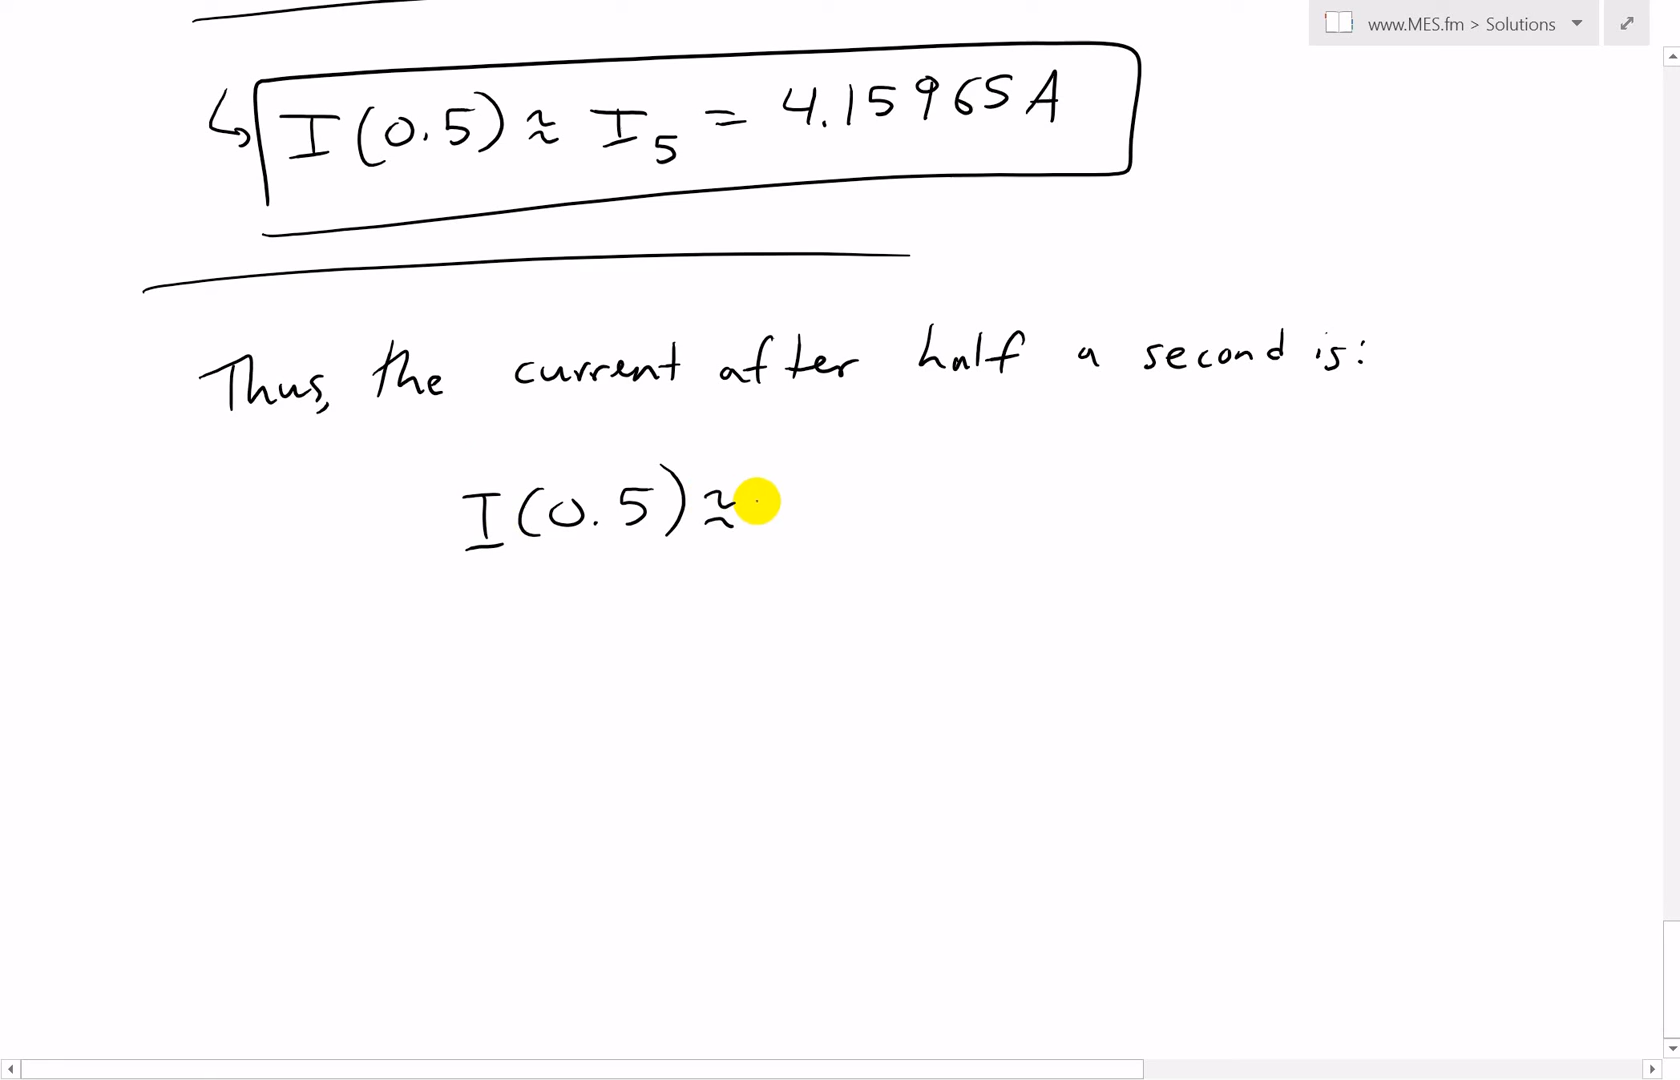 www.MES.fm > Solutions
I(0.5) ≈ I₅ = 4.15965 A
Thus, the current after half a second is:
I(0.5) ≈